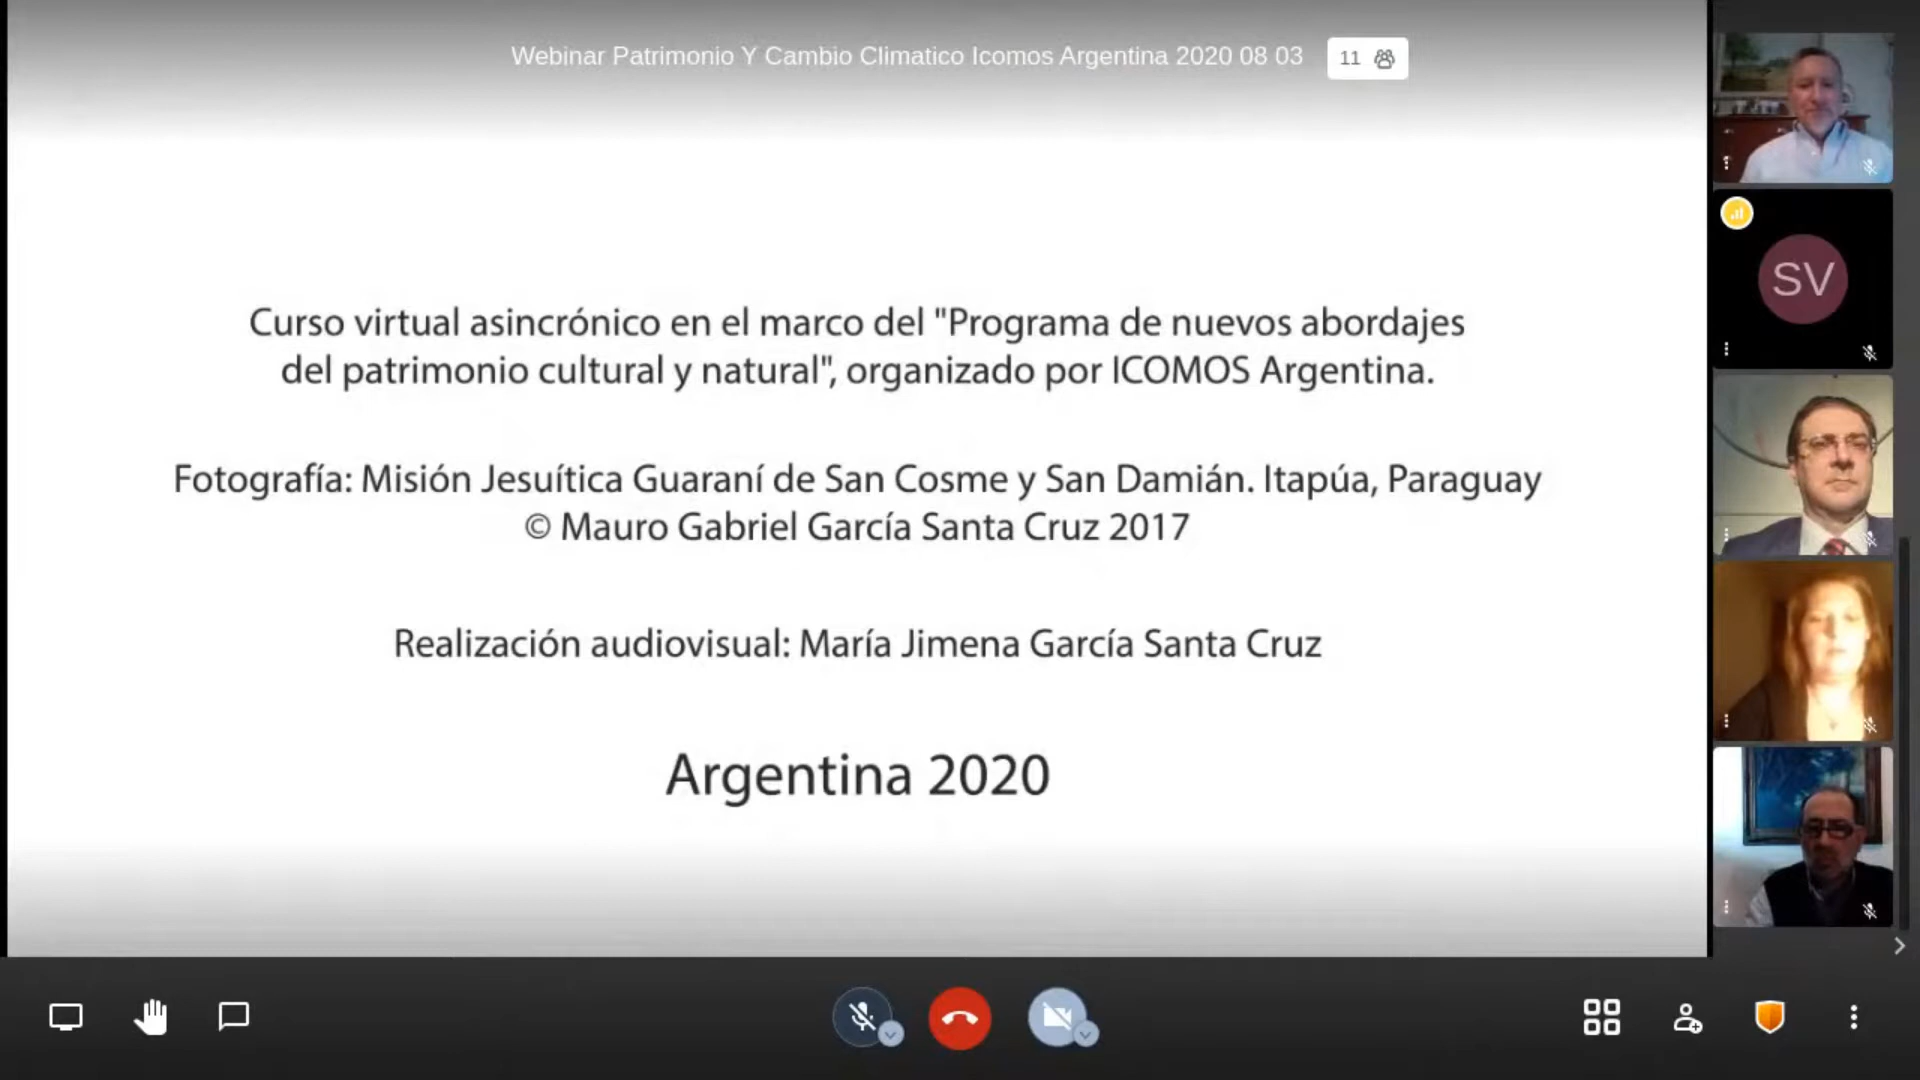 Webinar Patrimonio Y Cambio Climatico Icomos Argentina 2020 08 03
11
SV
Curso virtual asincrónico en el marco del "Programa de nuevos abordajes
del patrimonio cultural y natural", organizado por ICOMOS Argentina.
Fotografía: Misión Jesuítica Guaraní de San Cosme y San Damián. Itapúa, Paraguay
© Mauro Gabriel García Santa Cruz 2017
Realización audiovisual: María Jimena García Santa Cruz
Argentina 2020